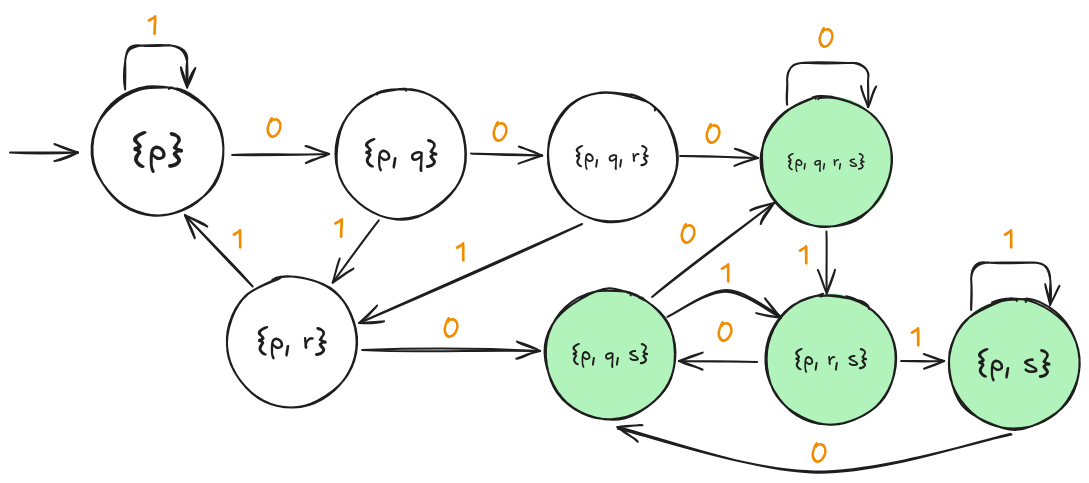 1
0
{p}
0
{p, q}
0
{p, q, r}
0
{p, q, r, s}
1
1
1
0
1
1
1
{p, r}
0
{p, q, s}
0
{p, r, s}
1
{p, s}
0